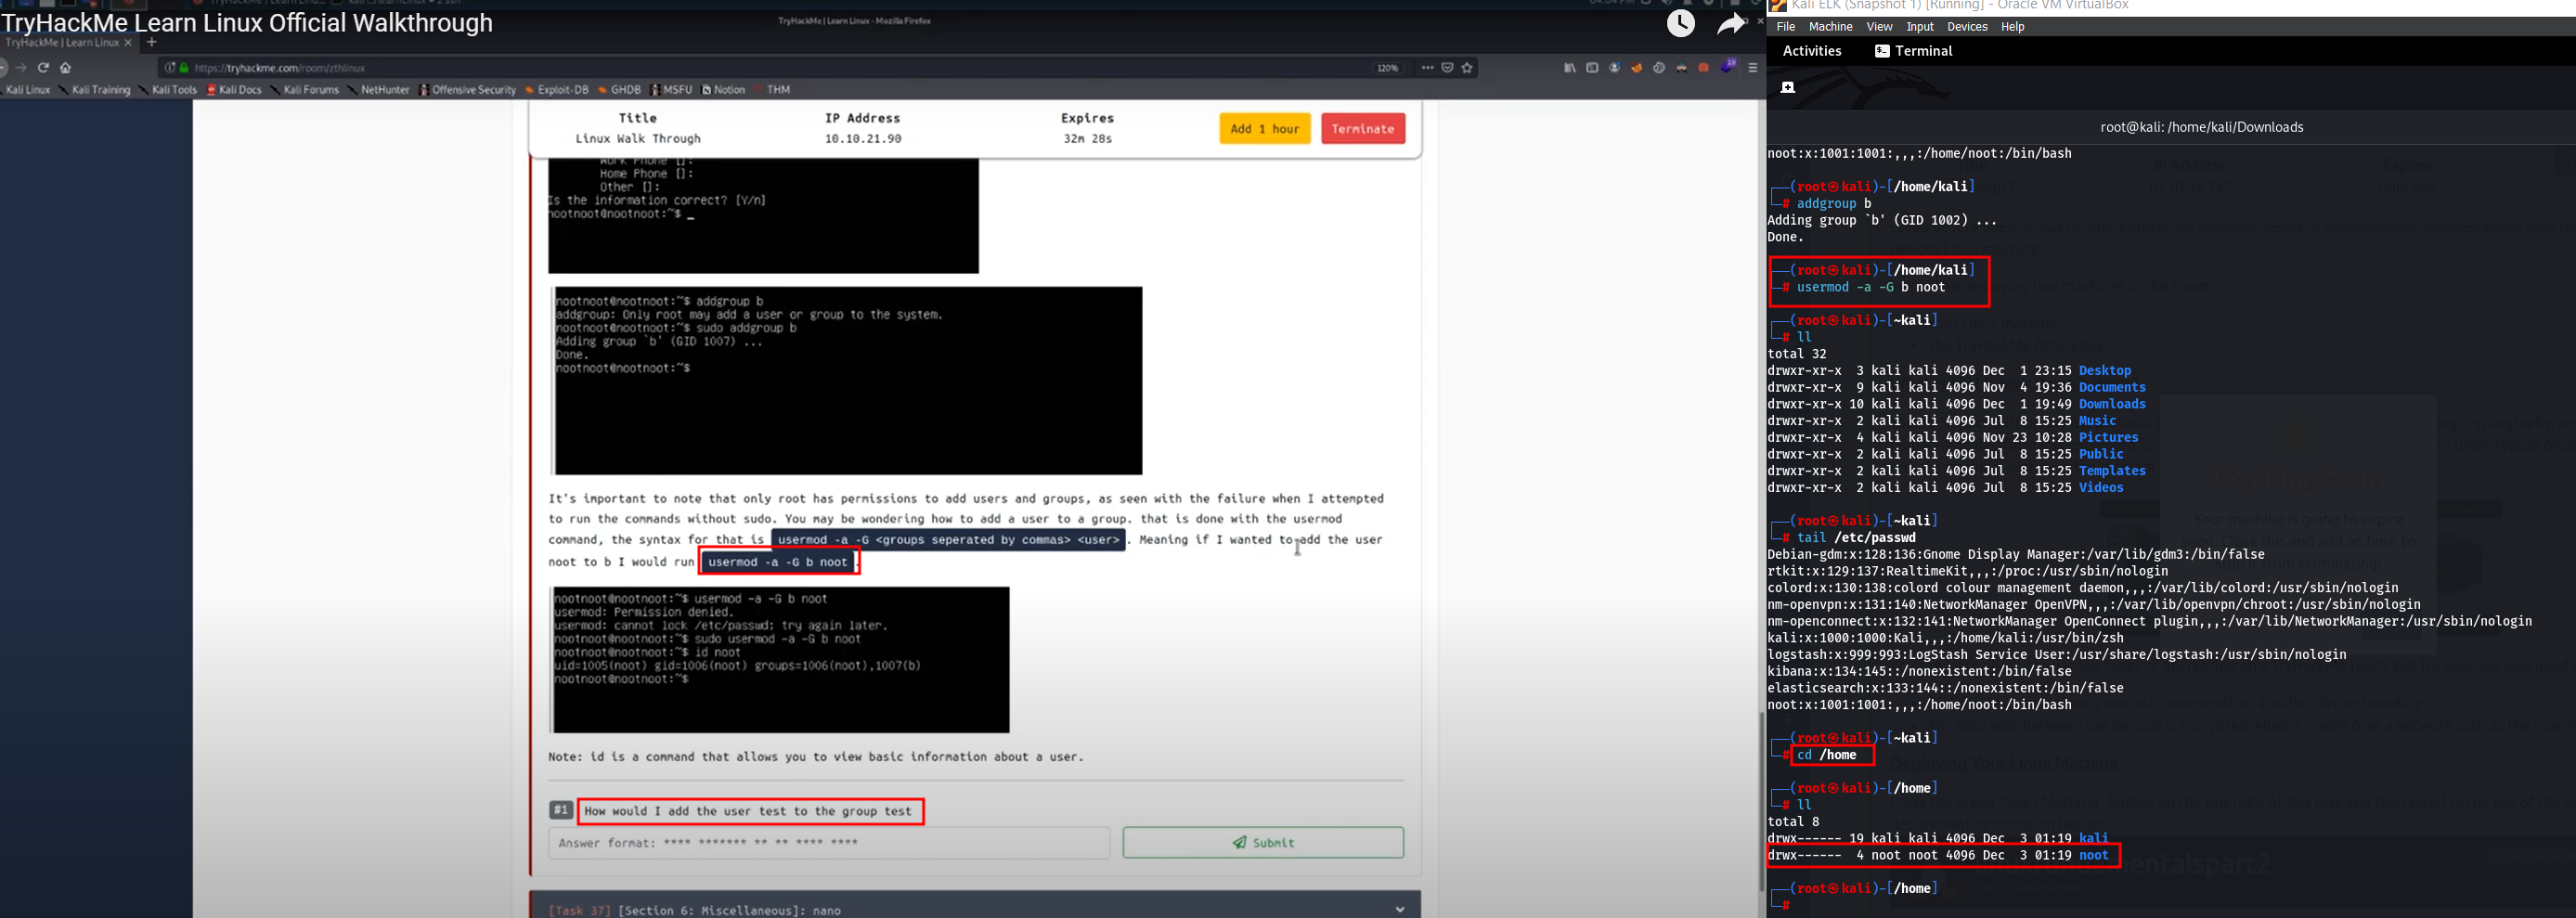 TryHackMe Learn Linux Official Walkthrough
TryHackMe | Learn Linux - Mozilla Firefox
TryHackMe | Learn Linux × +
https://tryhackme.com/room/zthlinux
120%
Kali Linux Kali Training Kali Tools Kali Docs Kali Forums NetHunter Offensive Security Exploit-DB GHDB MSFU Notion THM
Title IP Address Expires
Linux Walk Through 10.10.21.90 32m 28s
Add 1 hour Terminate
Work Phone []:
Home Phone []:
Other []:
Is the information correct? [Y/n]
nootnoot@nootnoot:~$ _
nootnoot@nootnoot:~$ addgroup b
addgroup: Only root may add a user or group to the system.
nootnoot@nootnoot:~$ sudo addgroup b
Adding group `b' (GID 1007) ...
Done.
nootnoot@nootnoot:~$
It's important to note that only root has permissions to add users and groups, as seen with the failure when I attempted
to run the commands without sudo. You may be wondering how to add a user to a group. that is done with the usermod
command, the syntax for that is usermod -a -G <groups seperated by commas> <user> . Meaning if I wanted to add the user
noot to b I would run usermod -a -G b noot .
nootnoot@nootnoot:~$ usermod -a -G b noot
usermod: Permission denied.
usermod: cannot lock /etc/passwd; try again later.
nootnoot@nootnoot:~$ sudo usermod -a -G b noot
nootnoot@nootnoot:~$ id noot
uid=1005(noot) gid=1006(noot) groups=1006(noot),1007(b)
nootnoot@nootnoot:~$
Note: id is a command that allows you to view basic information about a user.
#1 How would I add the user test to the group test
Answer format: **** ******* ** ** **** ****
Submit
[Task 37] [Section 6: Miscellaneous]: nano
Kali ELK (Snapshot 1) [Running] - Oracle VM VirtualBox
File Machine View Input Devices Help
Activities Terminal
root@kali: /home/kali/Downloads
noot:x:1001:1001:,,,:/home/noot:/bin/bash
┌──(root㉿kali)-[/home/kali]
└─# addgroup b
Adding group `b' (GID 1002) ...
Done.
┌──(root㉿kali)-[/home/kali]
└─# usermod -a -G b noot
┌──(root㉿kali)-[~kali]
└─# ll
total 32
drwxr-xr-x 3 kali kali 4096 Dec 1 23:15 Desktop
drwxr-xr-x 9 kali kali 4096 Nov 4 19:36 Documents
drwxr-xr-x 10 kali kali 4096 Dec 1 19:49 Downloads
drwxr-xr-x 2 kali kali 4096 Jul 8 15:25 Music
drwxr-xr-x 4 kali kali 4096 Nov 23 10:28 Pictures
drwxr-xr-x 2 kali kali 4096 Jul 8 15:25 Public
drwxr-xr-x 2 kali kali 4096 Jul 8 15:25 Templates
drwxr-xr-x 2 kali kali 4096 Jul 8 15:25 Videos
┌──(root㉿kali)-[~kali]
└─# tail /etc/passwd
Debian-gdm:x:128:136:Gnome Display Manager:/var/lib/gdm3:/bin/false
rtkit:x:129:137:RealtimeKit,,,:/proc:/usr/sbin/nologin
colord:x:130:138:colord colour management daemon,,,:/var/lib/colord:/usr/sbin/nologin
nm-openvpn:x:131:140:NetworkManager OpenVPN,,,:/var/lib/openvpn/chroot:/usr/sbin/nologin
nm-openconnect:x:132:141:NetworkManager OpenConnect plugin,,,:/var/lib/NetworkManager:/usr/sbin/nologin
kali:x:1000:1000:Kali,,,:/home/kali:/usr/bin/zsh
logstash:x:999:993:LogStash Service User:/usr/share/logstash:/usr/sbin/nologin
kibana:x:134:145::/nonexistent:/bin/false
elasticsearch:x:133:144::/nonexistent:/bin/false
noot:x:1001:1001:,,,:/home/noot:/bin/bash
┌──(root㉿kali)-[~kali]
└─# cd /home
┌──(root㉿kali)-[/home]
└─# ll
total 8
drwx------ 19 kali kali 4096 Dec 3 01:19 kali
drwx------ 4 noot noot 4096 Dec 3 01:19 noot
┌──(root㉿kali)-[/home]
└─#
Expiring Soon
Your machine is going to expire
soon. Close this and add an hour to
stop it from terminating!
Deploying Your Linux Machine